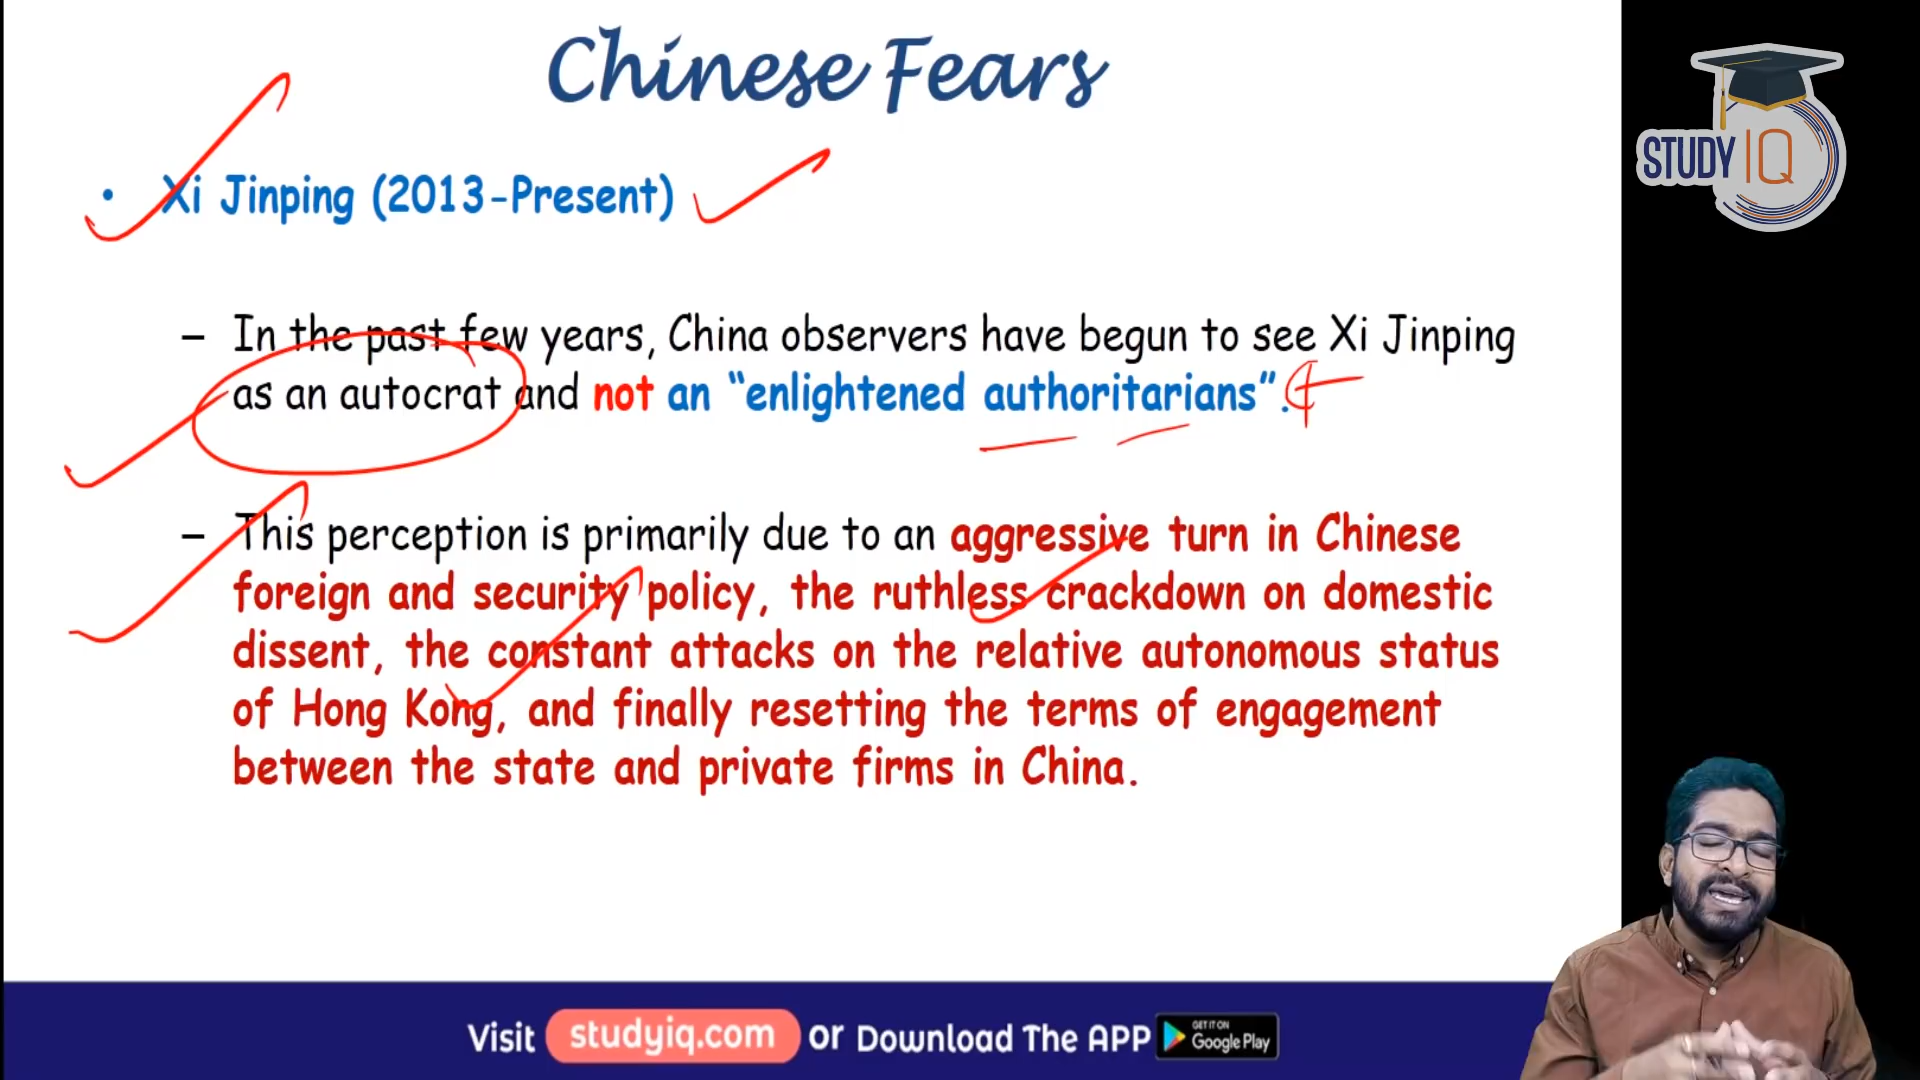 Chinese Fears
STUDY IQ
• Xi Jinping (2013-Present)
– In the past few years, China observers have begun to see Xi Jinping
as an autocrat and not an “enlightened authoritarians”.
– This perception is primarily due to an aggressive turn in Chinese
foreign and security policy, the ruthless crackdown on domestic
dissent, the constant attacks on the relative autonomous status
of Hong Kong, and finally resetting the terms of engagement
between the state and private firms in China.
Visit studyiq.com or Download The APP GET IT ON Google Play